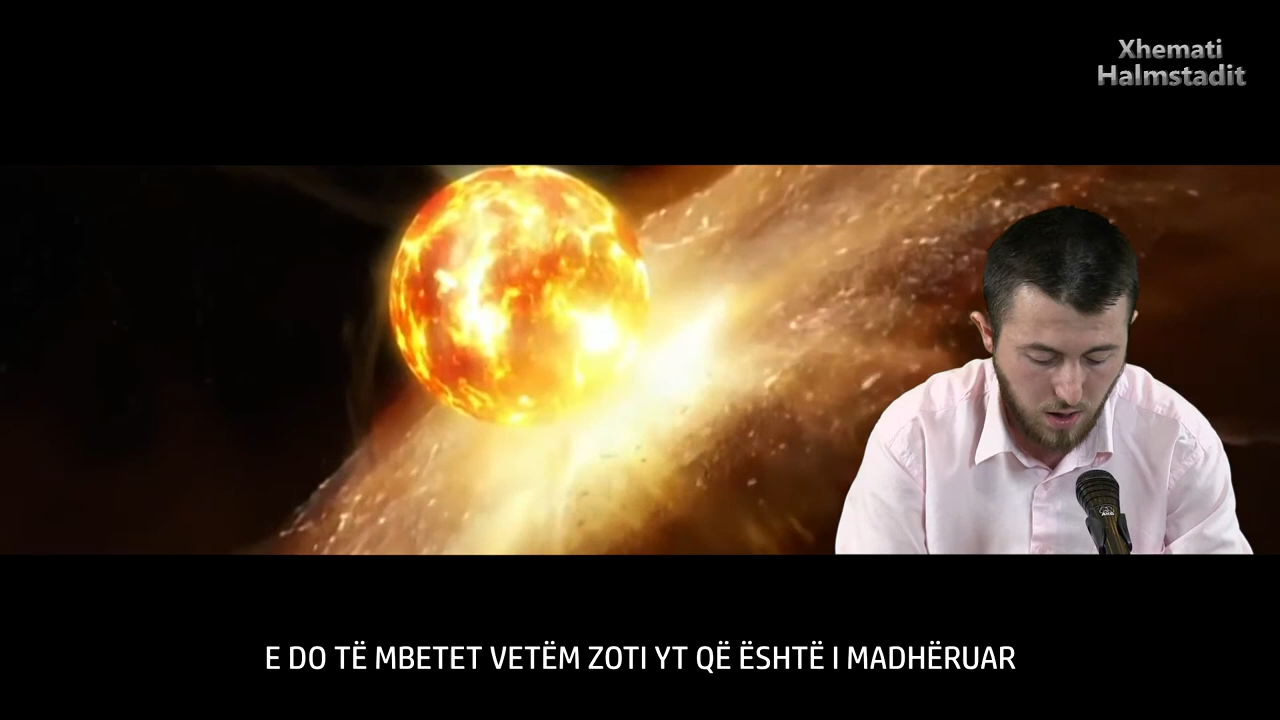 Xhemati
Halmstadit
E DO TË MBETET VETËM ZOTI YT QË ËSHTË I MADHËRUAR